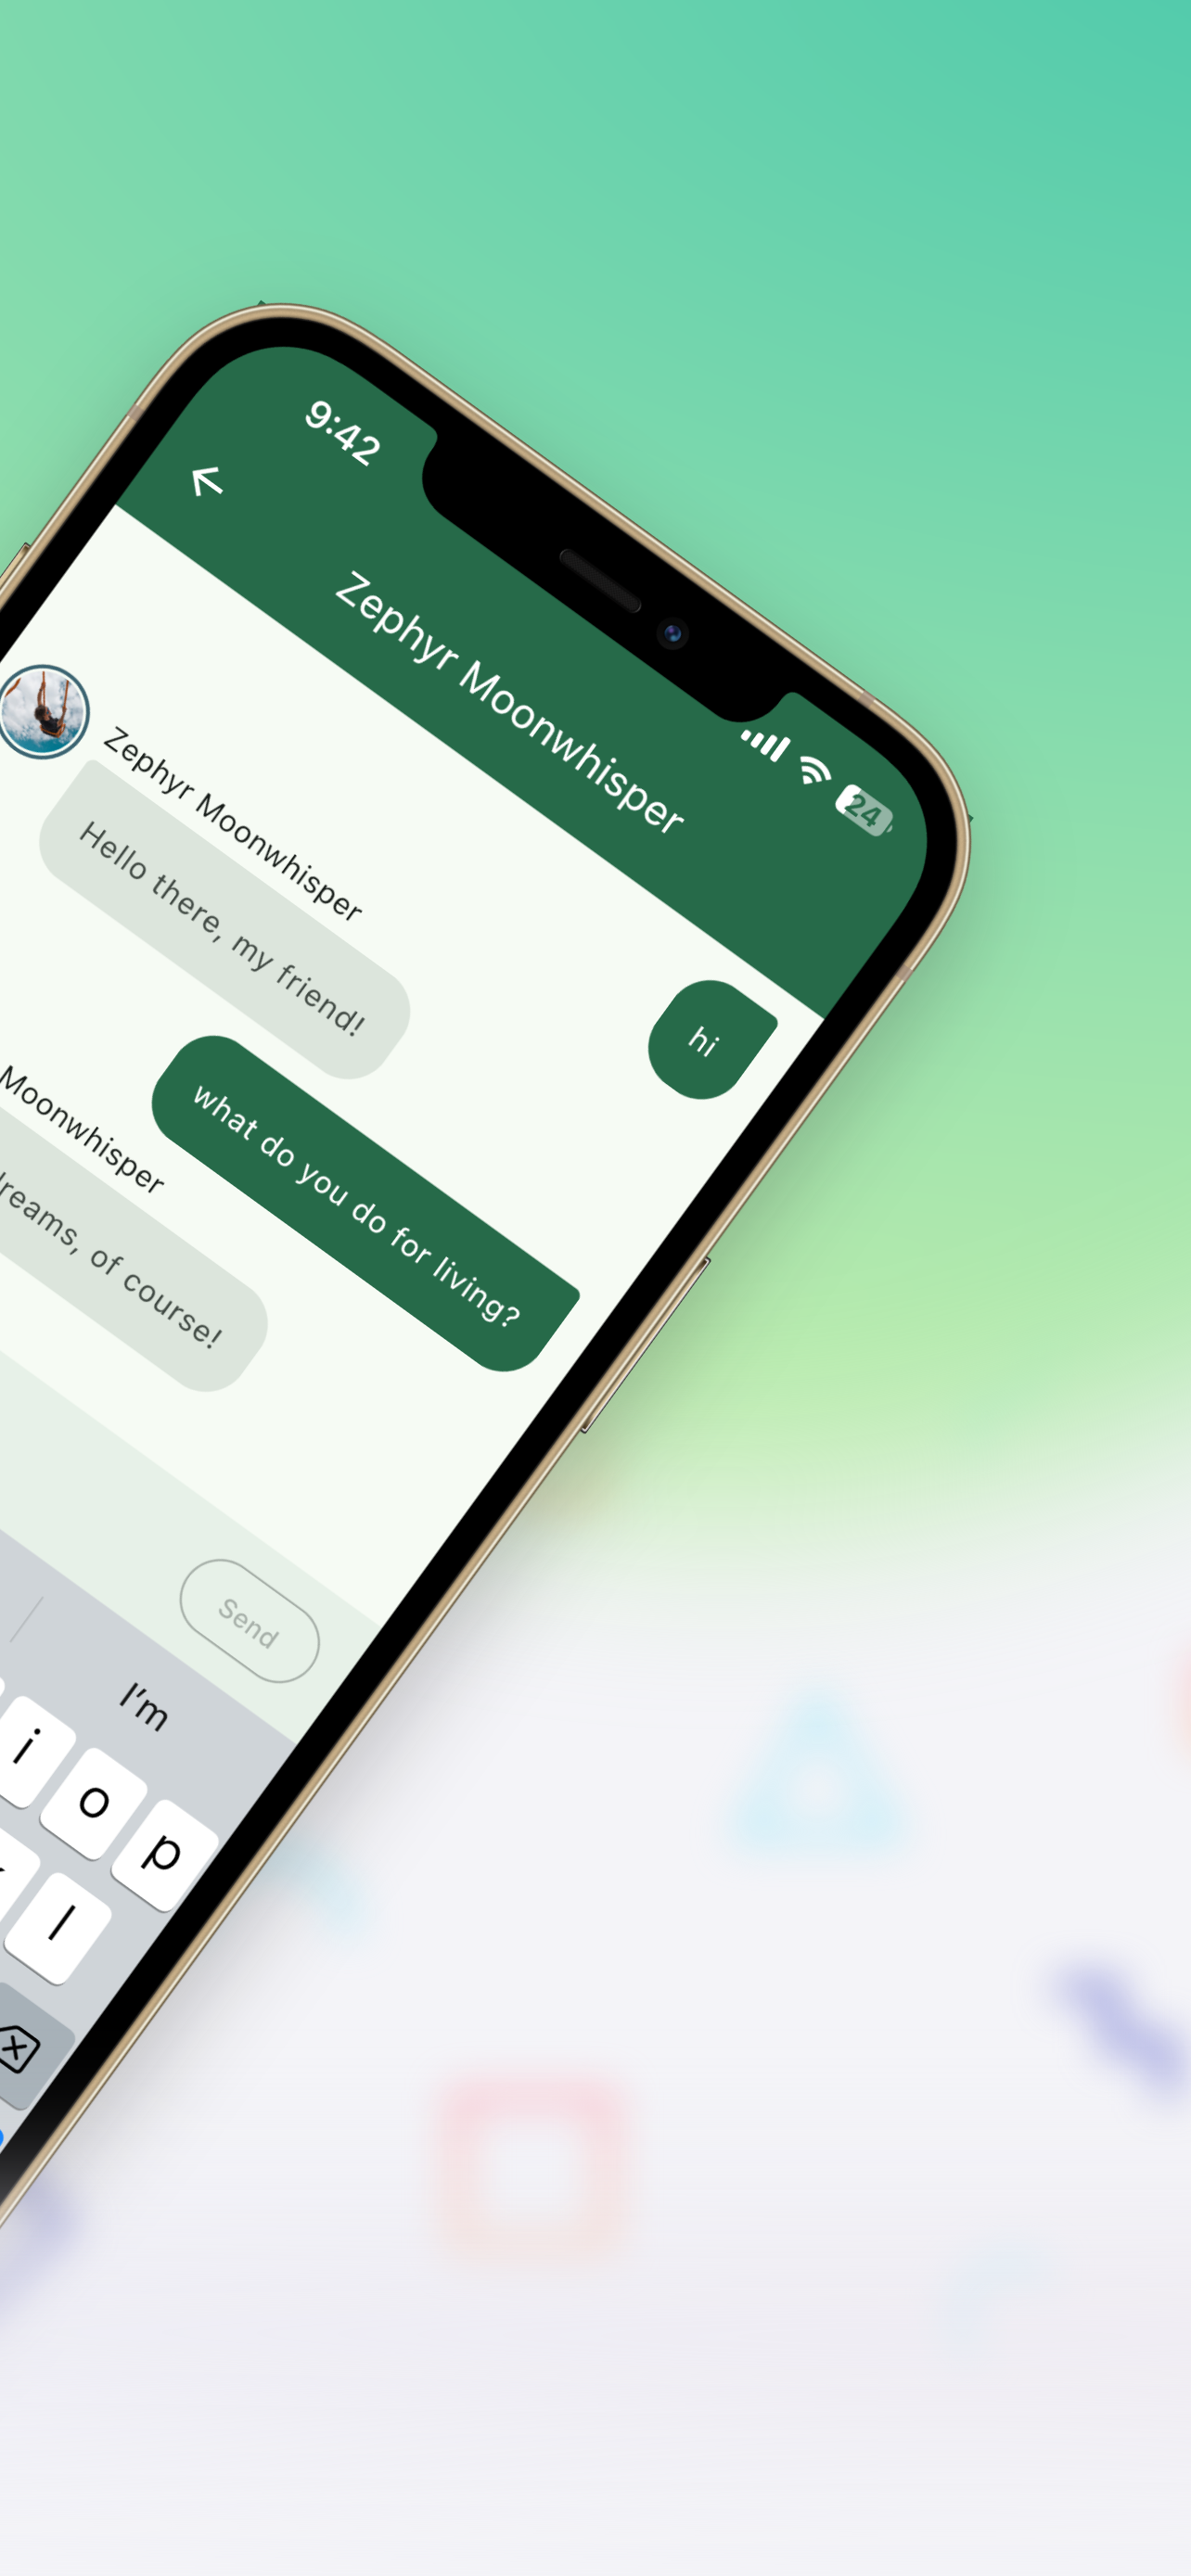 9:42
24
Zephyr Moonwhisper
hi
Zephyr Moonwhisper
Hello there, my friend!
what do you do for living?
Moonwhisper
dreams, of course!
Send
I'm
i o p
l